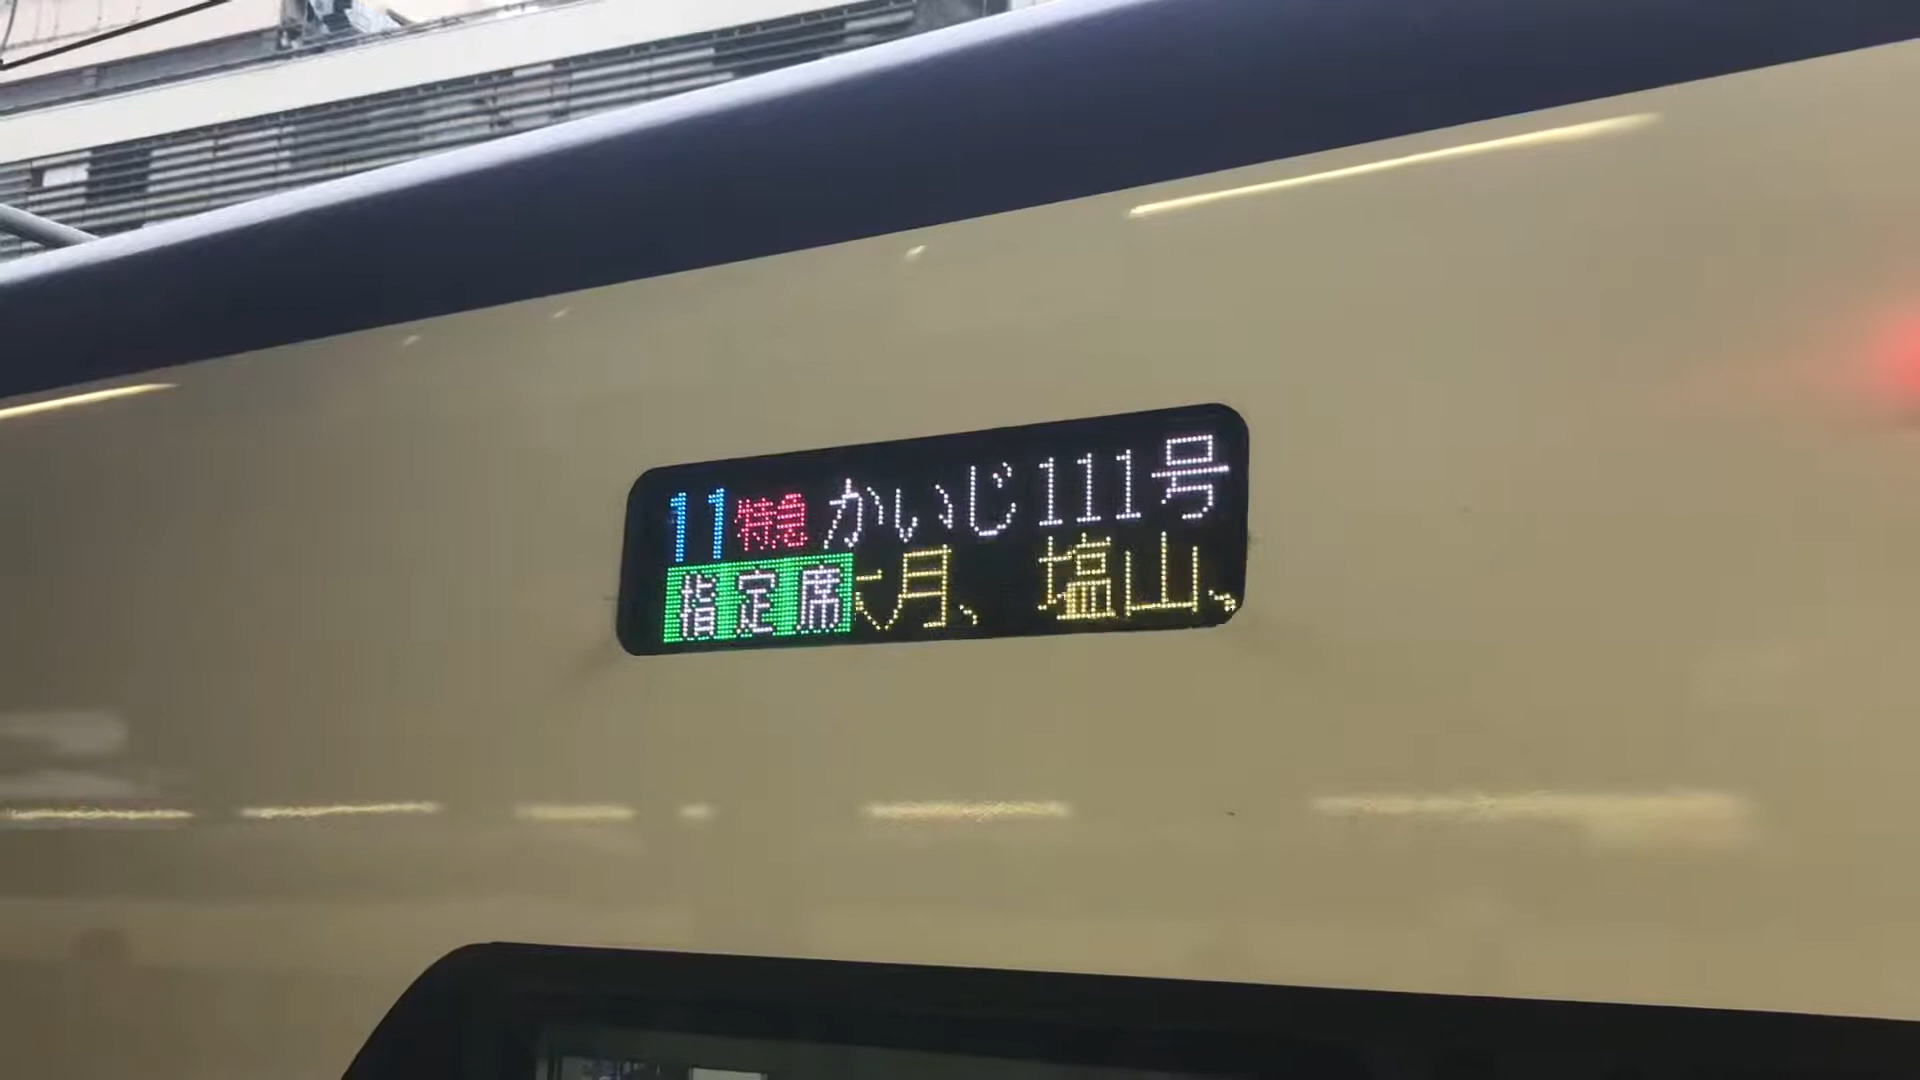 11 特急 かいじ111号
指定席 月、 塩山、